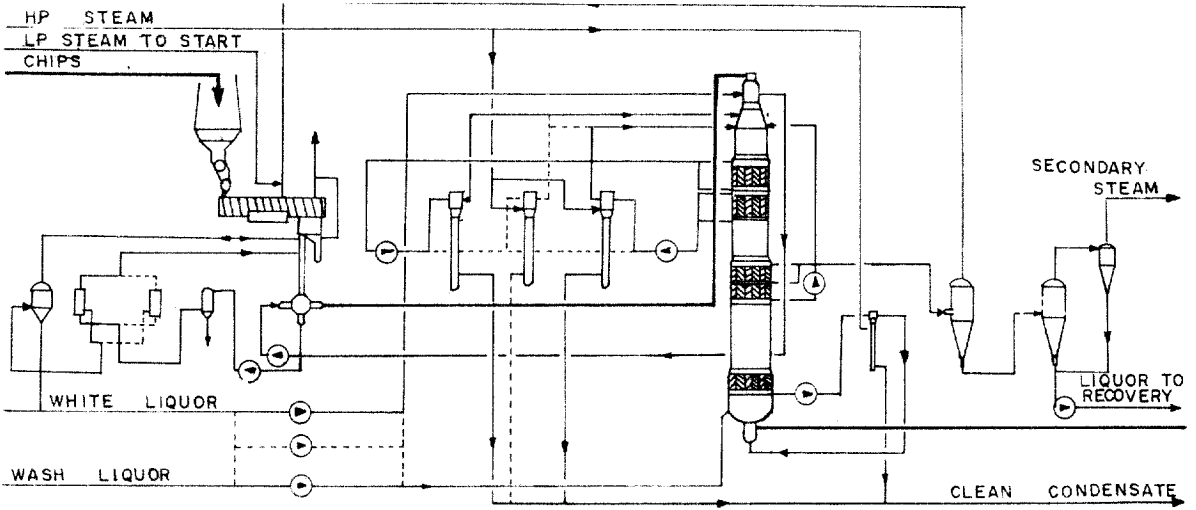 HP STEAM
LP STEAM TO START
CHIPS
SECONDARY
STEAM
LIQUOR TO
RECOVERY
WHITE LIQUOR
WASH LIQUOR
CLEAN CONDENSATE